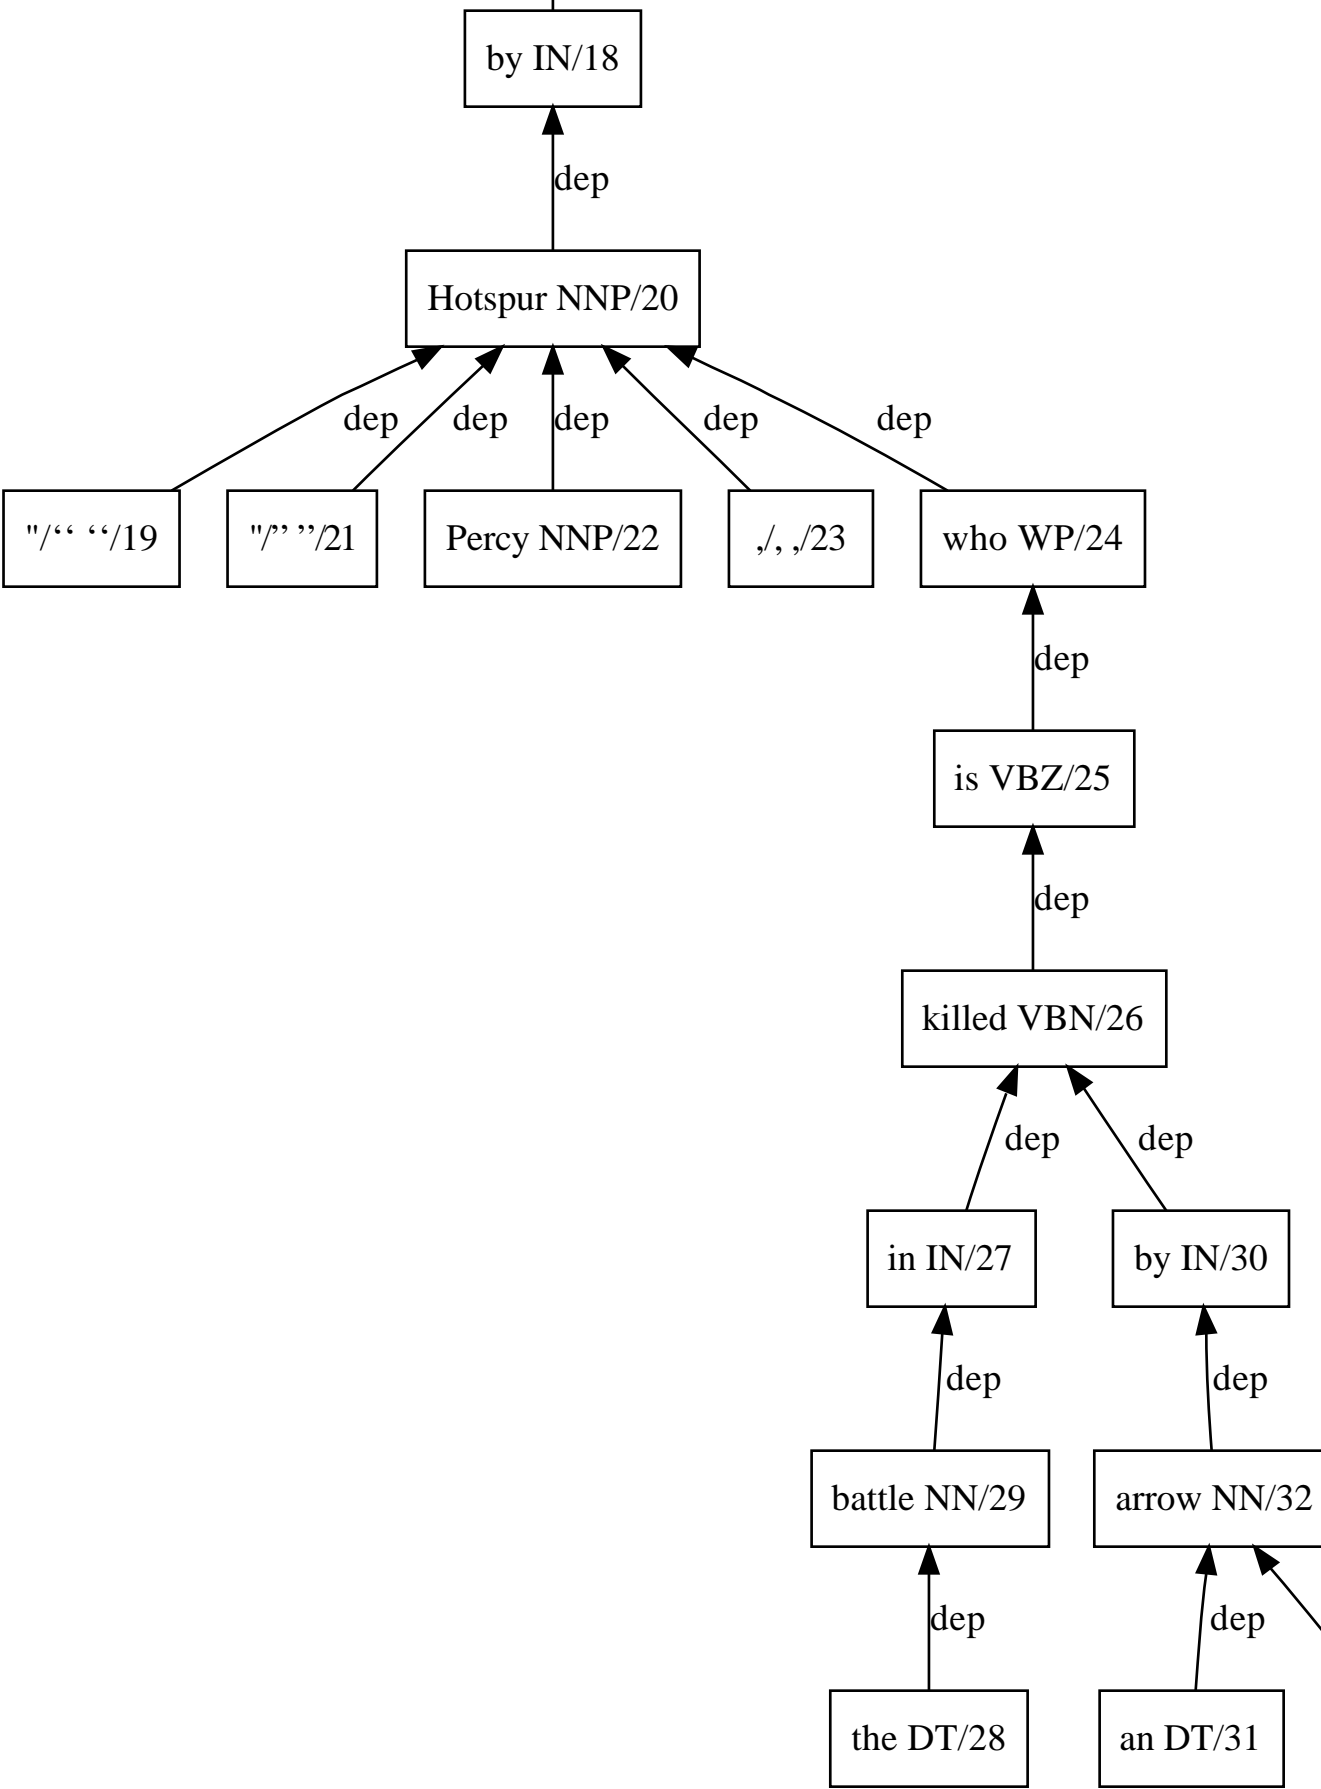 by IN/18
dep
Hotspur NNP/20
dep dep dep dep dep
"/“ “/19 "/” ”/21 Percy NNP/22 ,/, ,/23 who WP/24
dep
is VBZ/25
dep
killed VBN/26
dep dep
in IN/27 by IN/30
dep dep
battle NN/29 arrow NN/32
dep dep
the DT/28 an DT/31